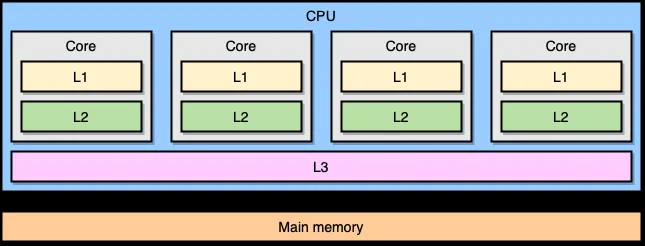 CPU
Core Core Core Core
L1 L1 L1 L1
L2 L2 L2 L2
L3
Main memory